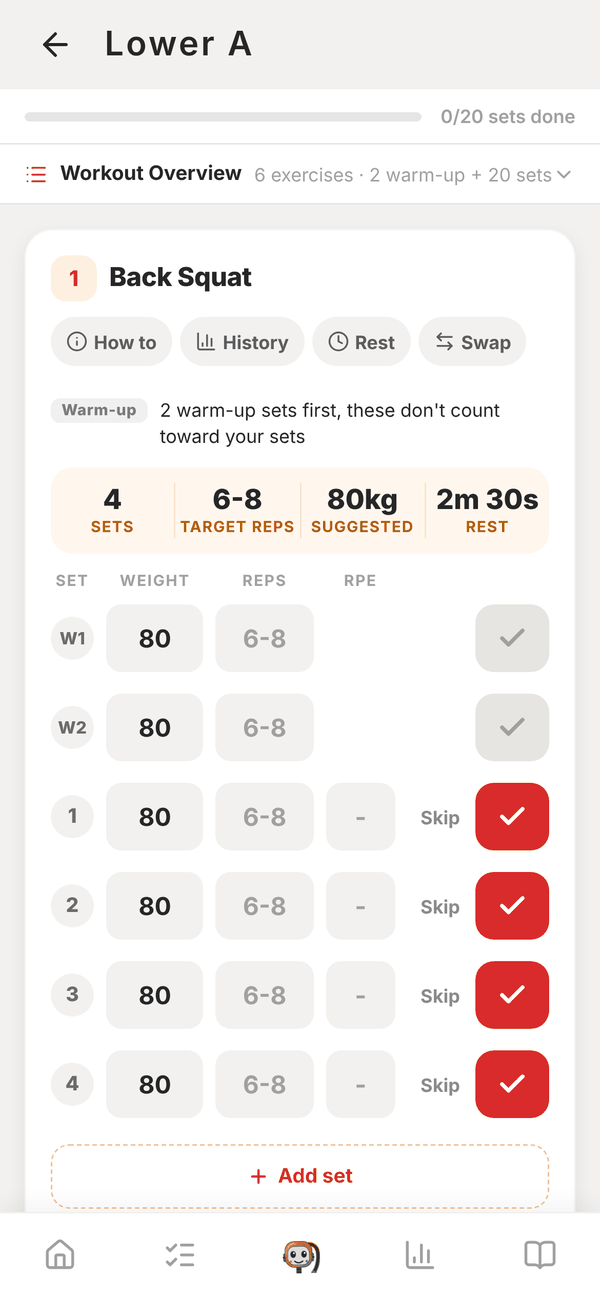 Lower A
0/20 sets done
Workout Overview 6 exercises · 2 warm-up + 20 sets
1 Back Squat
How to History Rest Swap
Warm-up 2 warm-up sets first, these don't count
toward your sets
4 6-8 80kg 2m 30s
SETS TARGET REPS SUGGESTED REST
SET WEIGHT REPS RPE
W1 80 6-8
W2 80 6-8
1 80 6-8 - Skip
2 80 6-8 - Skip
3 80 6-8 - Skip
4 80 6-8 - Skip
+ Add set